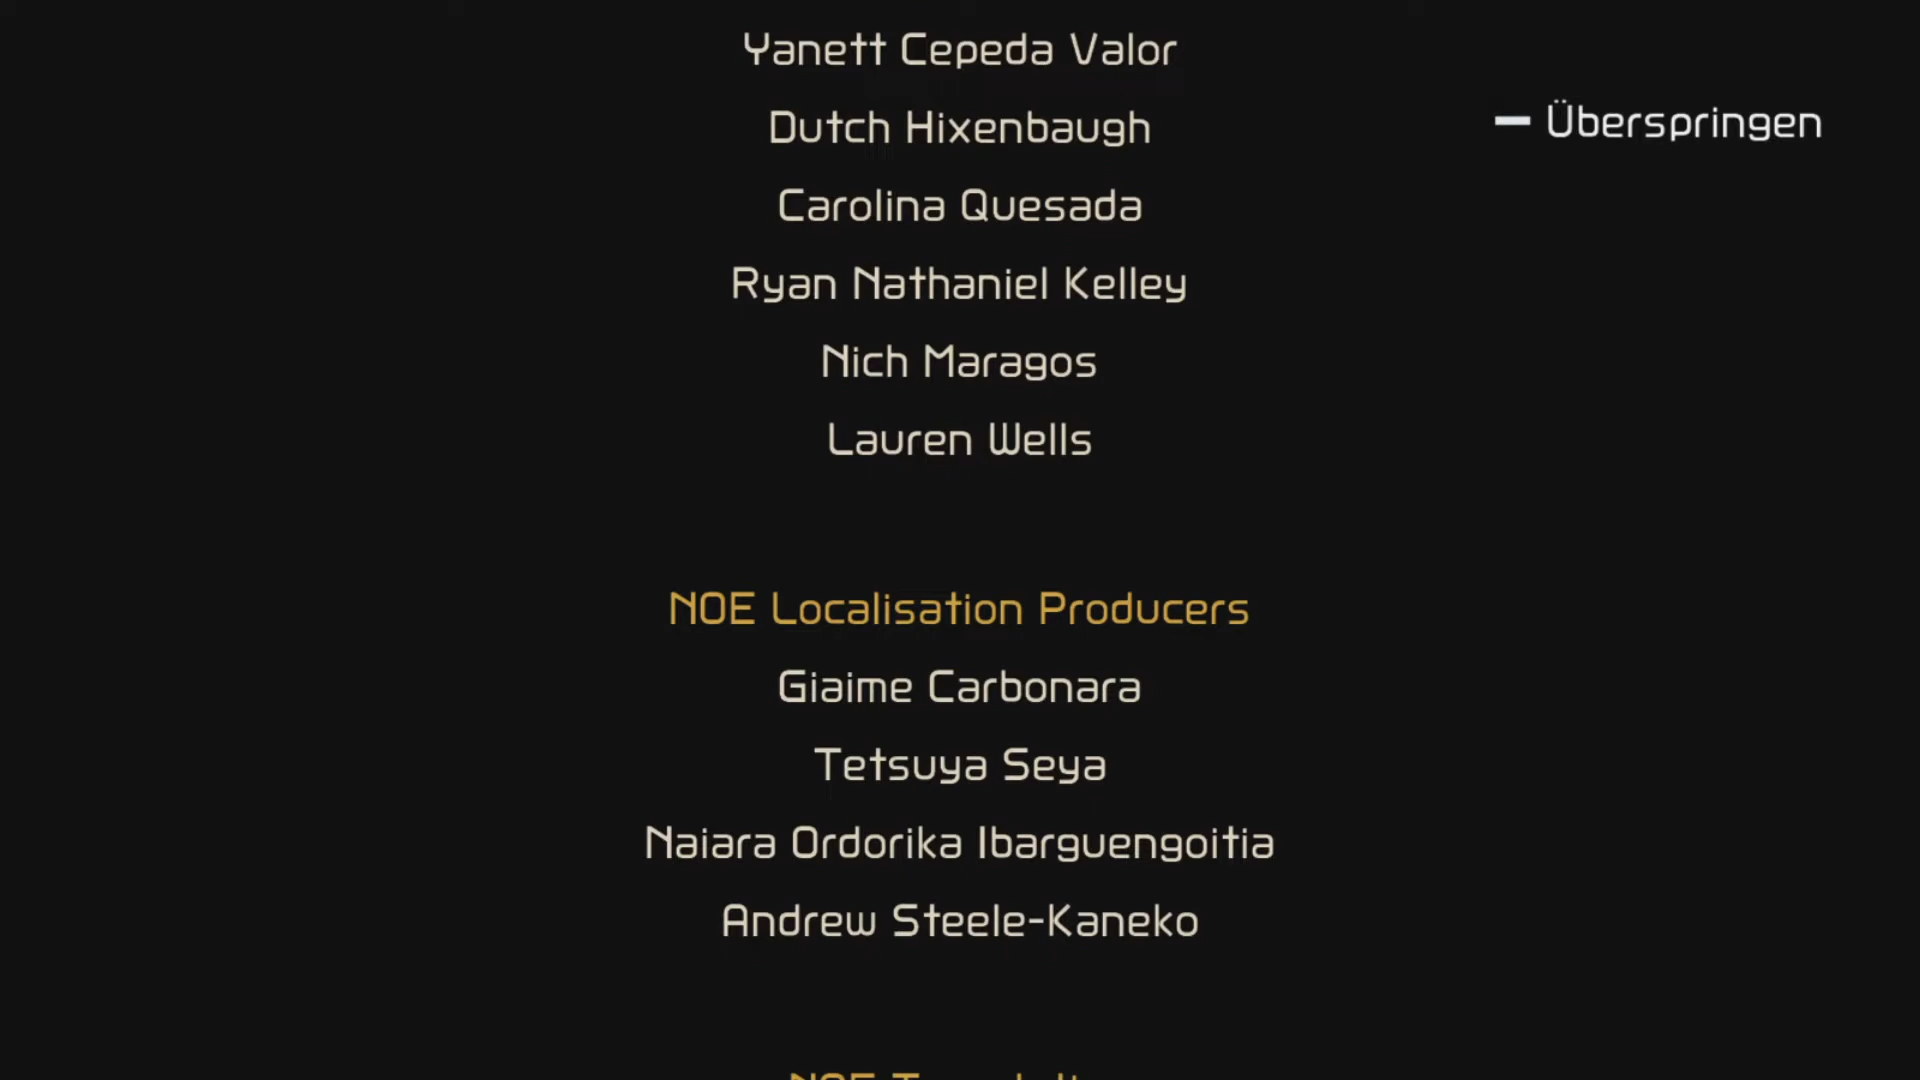 Yanett Cepeda Valor
Dutch Hixenbaugh
— Überspringen
Carolina Quesada
Ryan Nathaniel Kelley
Nich Maragos
Lauren Wells
NOE Localisation Producers
Giaime Carbonara
Tetsuya Seya
Naiara Ordorika Ibarguengoitia
Andrew Steele-Kaneko
NOE